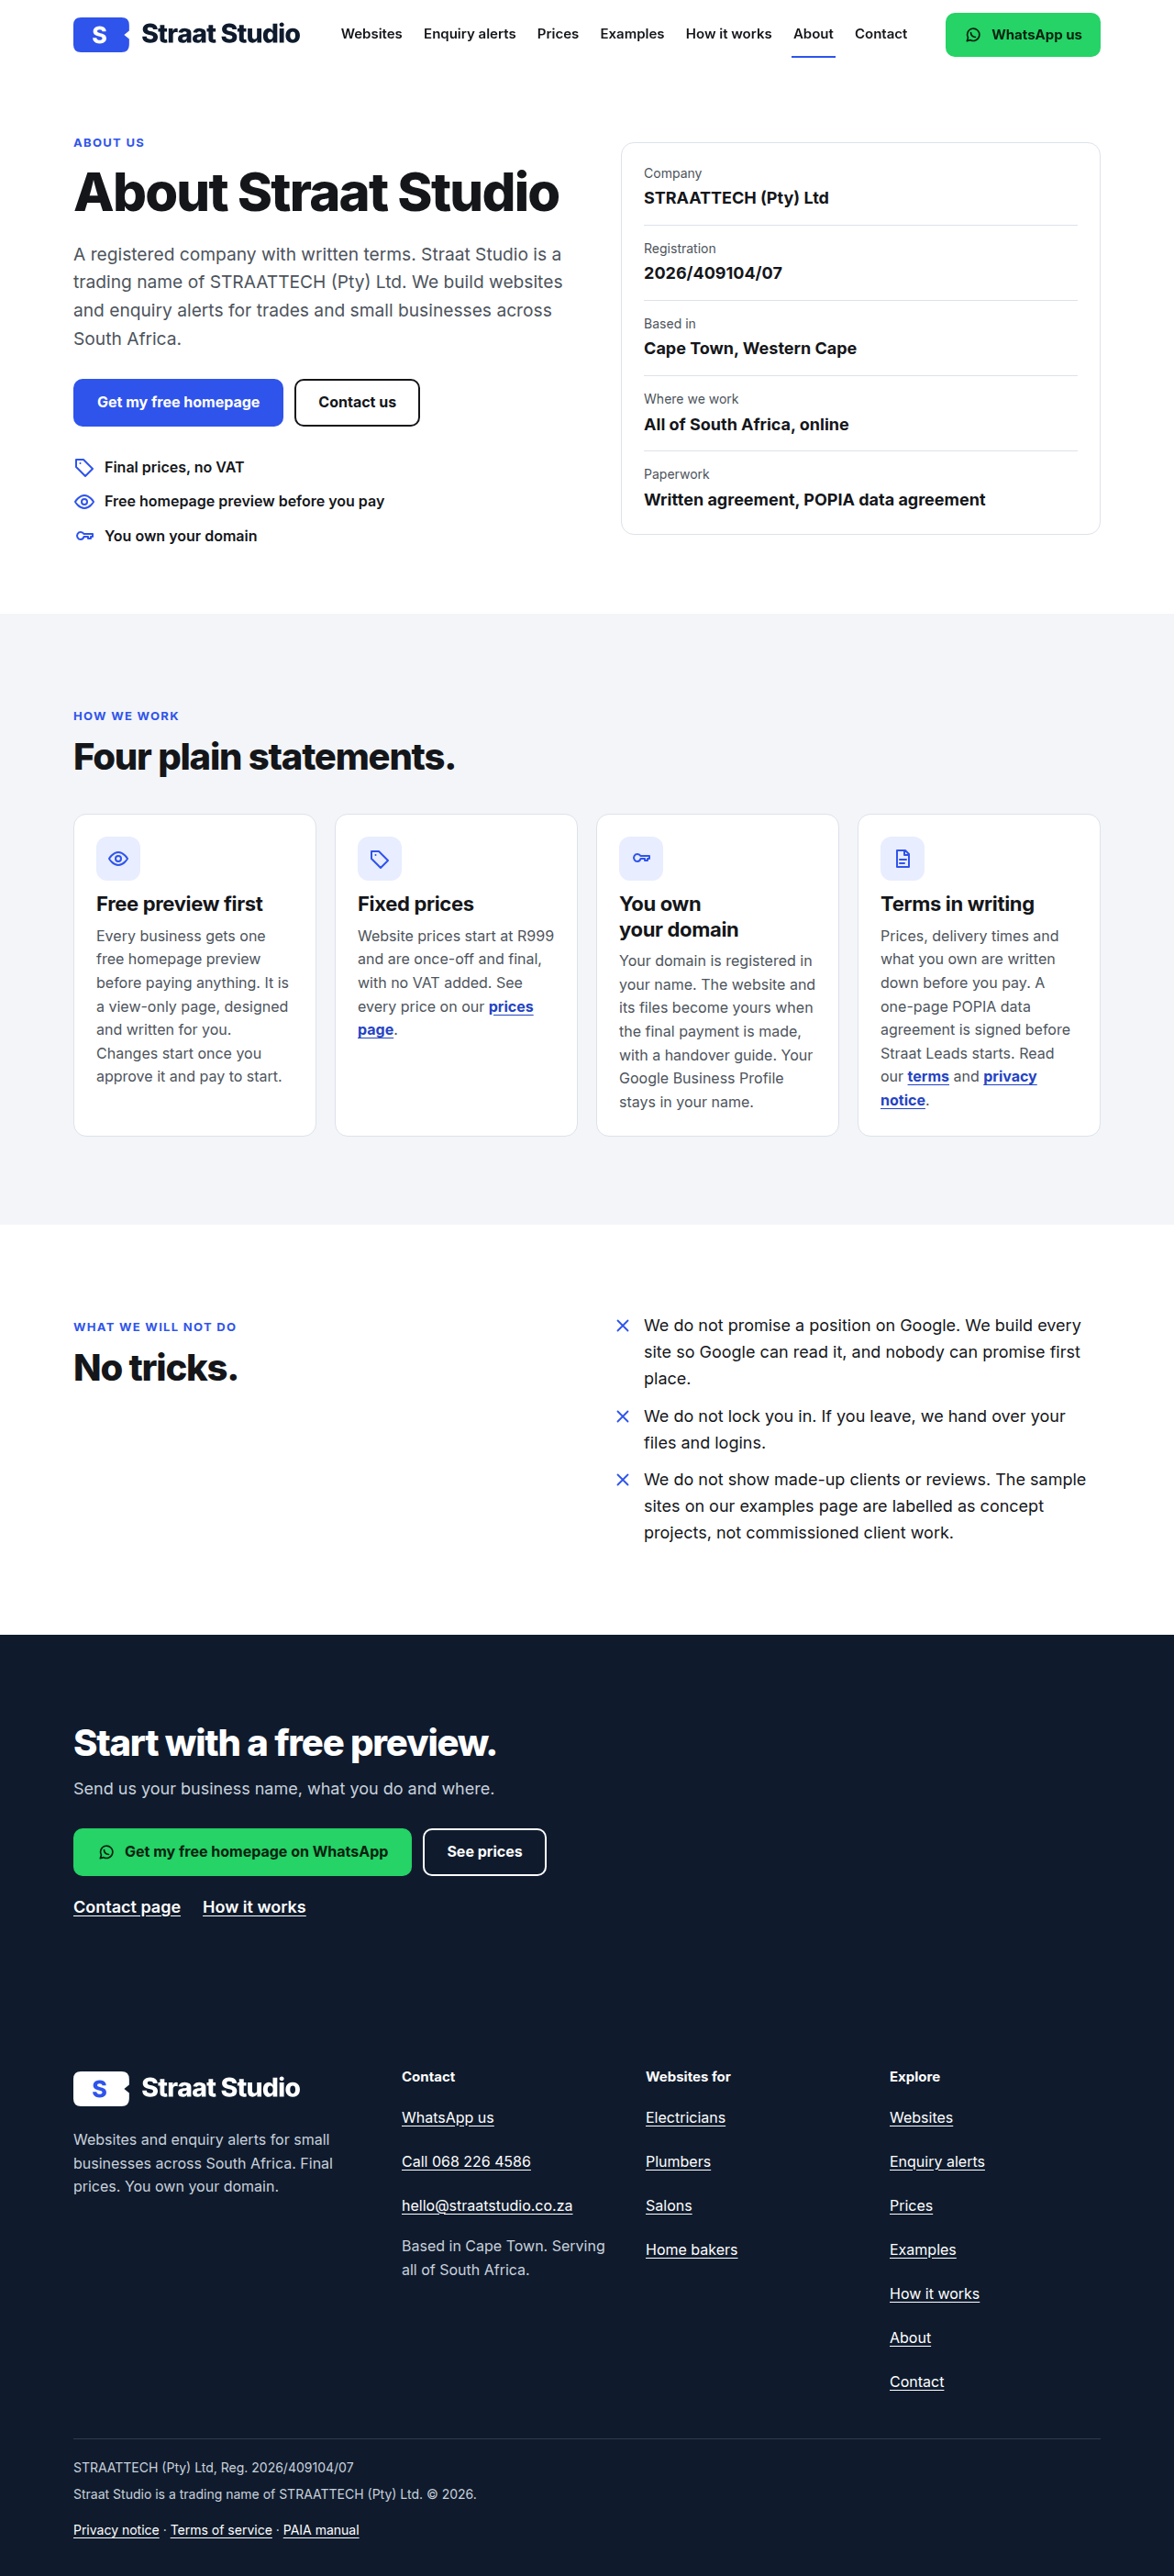 S Straat Studio
Websites
Enquiry alerts
Prices
Examples
How it works
About
Contact
WhatsApp us
ABOUT US
About Straat Studio
A registered company with written terms. Straat Studio is a
trading name of STRAATTECH (Pty) Ltd. We build websites
and enquiry alerts for trades and small businesses across
South Africa.
Get my free homepage
Contact us
Final prices, no VAT
Free homepage preview before you pay
You own your domain
Company
STRAATTECH (Pty) Ltd
Registration
2026/409104/07
Based in
Cape Town, Western Cape
Where we work
All of South Africa, online
Paperwork
Written agreement, POPIA data agreement
HOW WE WORK
Four plain statements.
Free preview first
Every business gets one
free homepage preview
before paying anything. It is
a view-only page, designed
and written for you.
Changes start once you
approve it and pay to start.
Fixed prices
Website prices start at R999
and are once-off and final,
with no VAT added. See
every price on our prices
page.
You own
your domain
Your domain is registered in
your name. The website and
its files become yours when
the final payment is made,
with a handover guide. Your
Google Business Profile
stays in your name.
Terms in writing
Prices, delivery times and
what you own are written
down before you pay. A
one-page POPIA data
agreement is signed before
Straat Leads starts. Read
our terms and privacy
notice.
WHAT WE WILL NOT DO
No tricks.
We do not promise a position on Google. We build every
site so Google can read it, and nobody can promise first
place.
We do not lock you in. If you leave, we hand over your
files and logins.
We do not show made-up clients or reviews. The sample
sites on our examples page are labelled as concept
projects, not commissioned client work.
Start with a free preview.
Send us your business name, what you do and where.
Get my free homepage on WhatsApp
See prices
Contact page
How it works
S Straat Studio
Websites and enquiry alerts for small
businesses across South Africa. Final
prices. You own your domain.
Contact
WhatsApp us
Call 068 226 4586
hello@straatstudio.co.za
Based in Cape Town. Serving
all of South Africa.
Websites for
Electricians
Plumbers
Salons
Home bakers
Explore
Websites
Enquiry alerts
Prices
Examples
How it works
About
Contact
STRAATTECH (Pty) Ltd, Reg. 2026/409104/07
Straat Studio is a trading name of STRAATTECH (Pty) Ltd. © 2026.
Privacy notice · Terms of service · PAIA manual